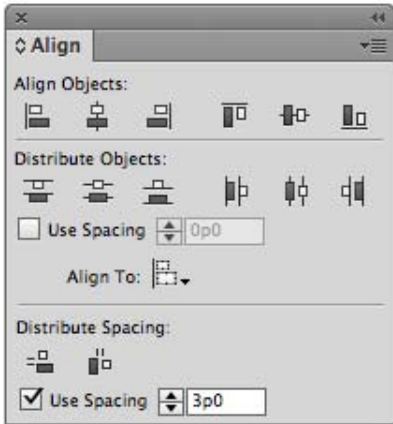 Align
Align Objects:
Distribute Objects:
Use Spacing 0p0
Align To:
Distribute Spacing:
Use Spacing 3p0